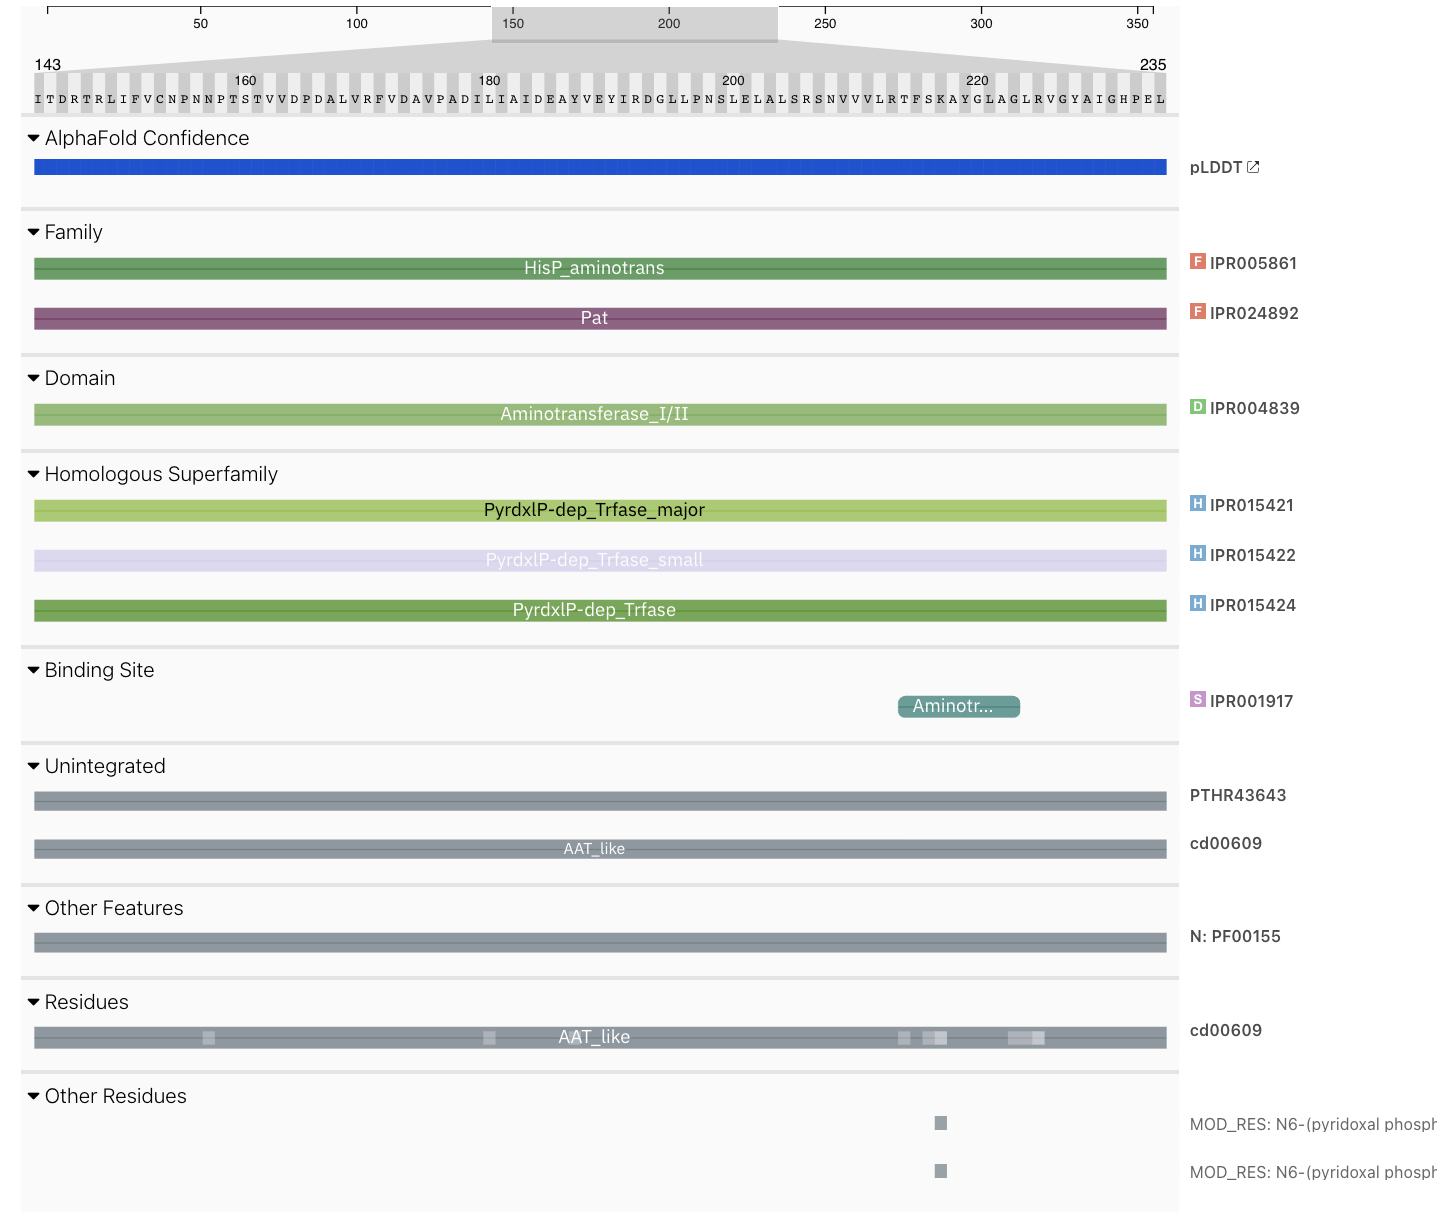 50 100 150 200 250 300 350
143 235
160 180 200 220
I T D R T R L I F V C N P N N P T S T V V D P D A L V R F V D A V P A D I L I A I D E A Y V E Y I R D G L L P N S L E L A L S R S N V V V L R T F S K A Y G L A G L R V G Y A I G H P E L
AlphaFold Confidence
pLDDT
Family
HisP_aminotrans F IPR005861
Pat F IPR024892
Domain
Aminotransferase_I/II D IPR004839
Homologous Superfamily
PyrdxlP-dep_Trfase_major H IPR015421
PyrdxlP-dep_Trfase_small H IPR015422
PyrdxlP-dep_Trfase H IPR015424
Binding Site
Aminotr... S IPR001917
Unintegrated
PTHR43643
AAT_like cd00609
Other Features
N: PF00155
Residues
AAT_like cd00609
Other Residues
MOD_RES: N6-(pyridoxal phosph
MOD_RES: N6-(pyridoxal phosph